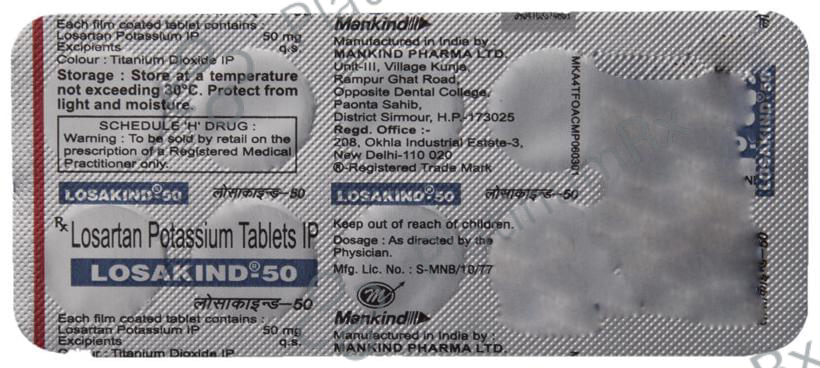 Each film coated tablet contains :
Losartan Potassium IP 50 mg
Excipients q.s.
Colour : Titanium Dioxide IP
Storage : Store at a temperature
not exceeding 30°C. Protect from
light and moisture.
SCHEDULE 'H' DRUG :
Warning : To be sold by retail on the
prescription of a Registered Medical
Practitioner only.
LOSAKIND®-50 लोसाकाइन्ड-50
Rx Losartan Potassium Tablets IP
LOSAKIND®-50
लोसाकाइन्ड-50
Each film coated tablet contains :
Losartan Potassium IP 50 mg
Excipients q.s.
Colour : Titanium Dioxide IP
Mankind
Manufactured in India by :
MANKIND PHARMA LTD.
Unit-III, Village Kunje,
Rampur Ghat Road,
Opposite Dental College,
Paonta Sahib,
District Sirmour, H.P.-173025
Regd. Office :-
208, Okhla Industrial Estate-3,
New Delhi-110 020
®-Registered Trade Mark
LOSAKIND®-50 लोसाकाइन्ड-50
Keep out of reach of children.
Dosage : As directed by the
Physician.
Mfg. Lic. No. : S-MNB/10/77
Mankind
Manufactured in India by :
MANKIND PHARMA LTD.
LOSAKIND®-50